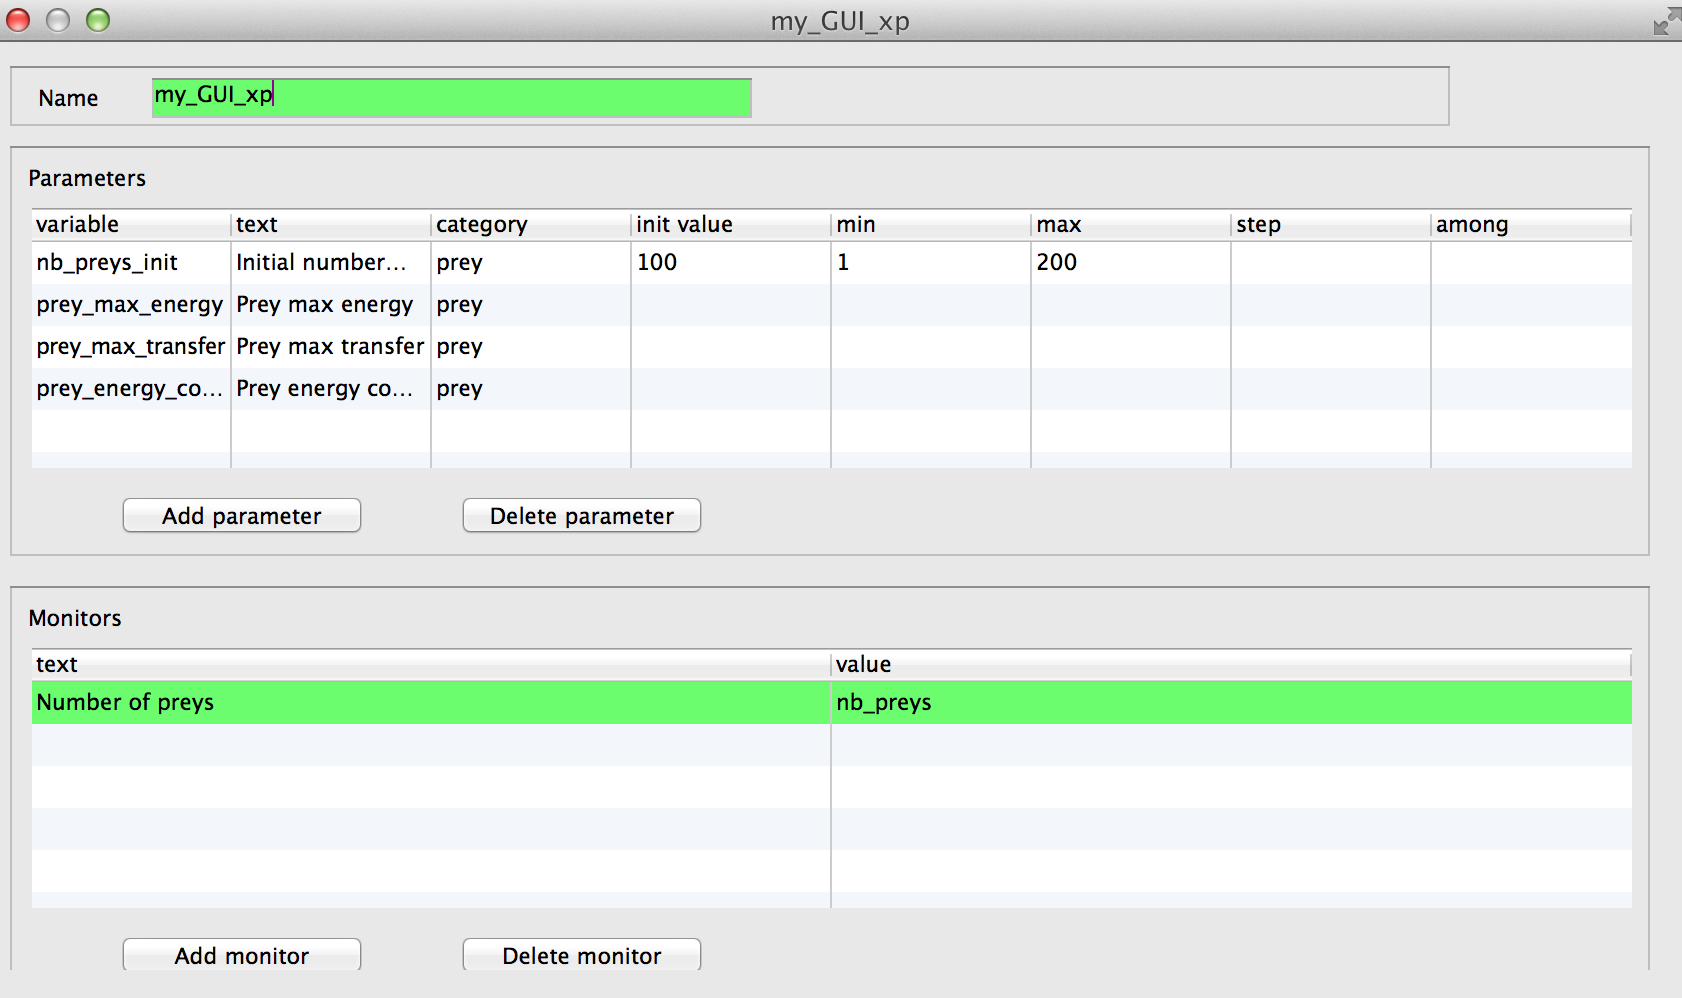 my_GUI_xp
Name my_GUI_xp
Parameters
variable text category init value min max step among
nb_preys_init Initial number... prey 100 1 200
prey_max_energy Prey max energy prey
prey_max_transfer Prey max transfer prey
prey_energy_co... Prey energy co... prey
Add parameter Delete parameter
Monitors
text value
Number of preys nb_preys
Add monitor Delete monitor